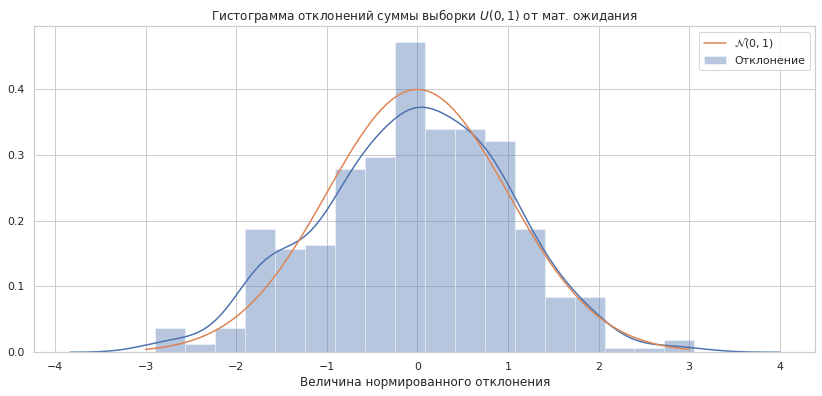 Гистограмма отклонений суммы выборки U(0, 1) от мат. ожидания
𝒩(0, 1)
Отклонение
0.4
0.3
0.2
0.1
0.0
−4 −3 −2 −1 0 1 2 3 4
Величина нормированного отклонения